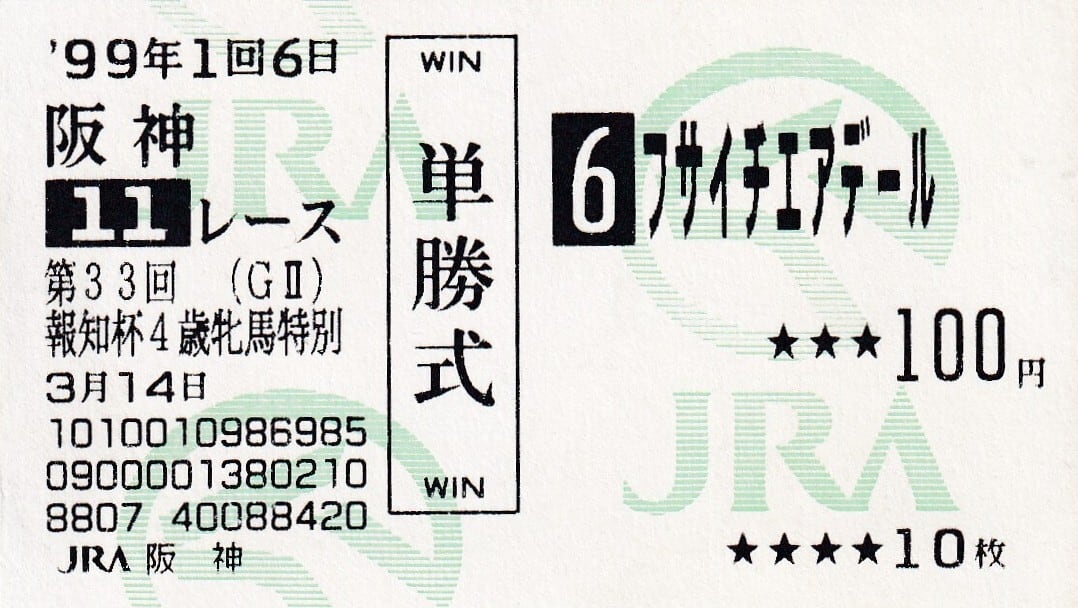 '99年1回6日
阪神
11レース
第33回 (GⅡ)
報知杯4歳牝馬特別
3月14日
1010010986985
0900001380210
8807 40088420
JRA 阪 神
WIN
単勝式
WIN
6 フサイチエアデール
★★★100円
★★★★10枚
JRA
JRA